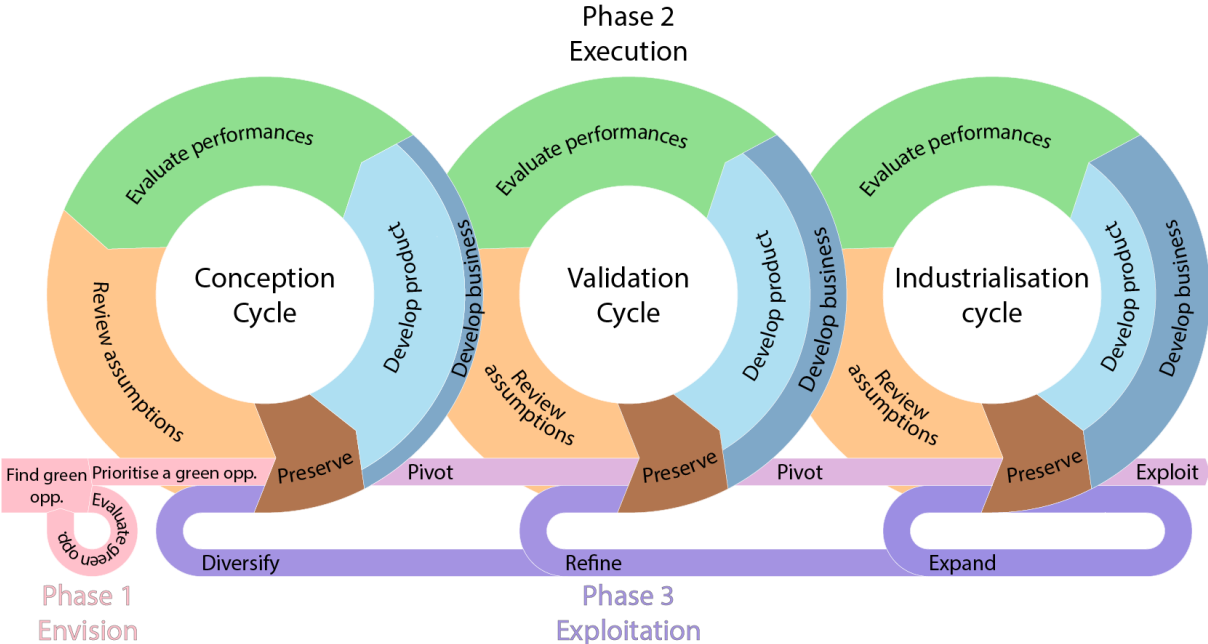 Phase 2
Execution
Evaluate performances
Evaluate performances
Evaluate performances
Conception
Cycle
Validation
Cycle
Industrialisation
cycle
Review assumptions
Develop product
Develop business
Review
assumptions
Develop product
Develop business
Review
assumptions
Develop product
Develop business
Preserve
Preserve
Preserve
Find green
opp.
Prioritise a green opp.
Evaluate green opp.
Pivot
Pivot
Exploit
Diversify
Refine
Expand
Phase 1
Envision
Phase 3
Exploitation